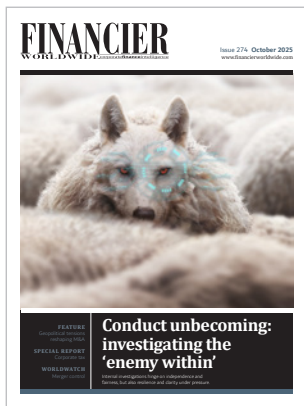 FINANCIER
WORLDWIDE corporatefinanceintelligence
Issue 274 October 2025
www.financierworldwide.com
FEATURE
Geopolitical tensions
reshaping M&A
SPECIAL REPORT
Corporate tax
WORLDWATCH
Merger control
Conduct unbecoming:
investigating the
‘enemy within’
Internal investigations hinge on independence and
fairness, but also resilience and clarity under pressure